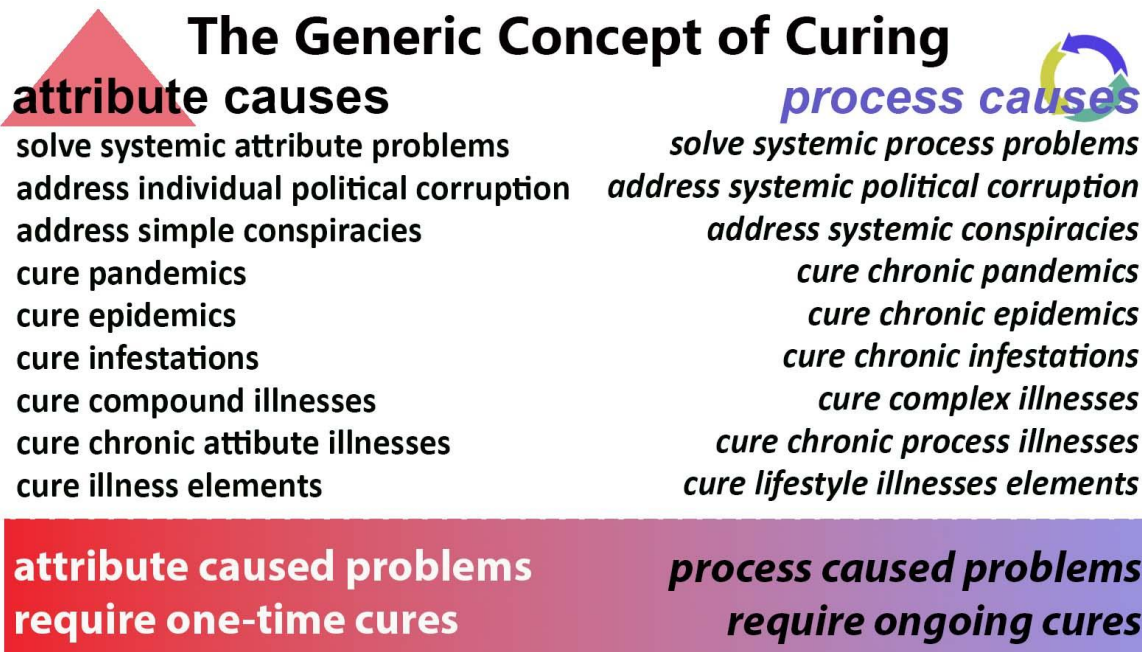 The Generic Concept of Curing
attribute causes
solve systemic attribute problems
address individual political corruption
address simple conspiracies
cure pandemics
cure epidemics
cure infestations
cure compound illnesses
cure chronic attibute illnesses
cure illness elements
process causes
solve systemic process problems
address systemic political corruption
address systemic conspiracies
cure chronic pandemics
cure chronic epidemics
cure chronic infestations
cure complex illnesses
cure chronic process illnesses
cure lifestyle illnesses elements
attribute caused problems
require one-time cures
process caused problems
require ongoing cures